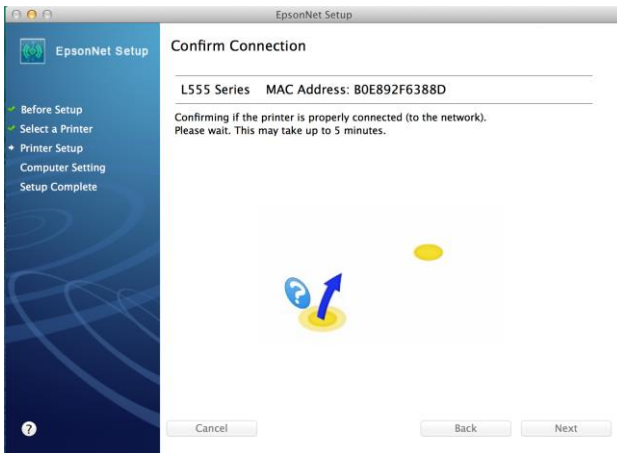 EpsonNet Setup
EpsonNet Setup
Confirm Connection
L555 Series MAC Address: B0E892F6388D
Before Setup
Select a Printer
Printer Setup
Computer Setting
Setup Complete
Confirming if the printer is properly connected (to the network).
Please wait. This may take up to 5 minutes.
?
?
Cancel
Back
Next